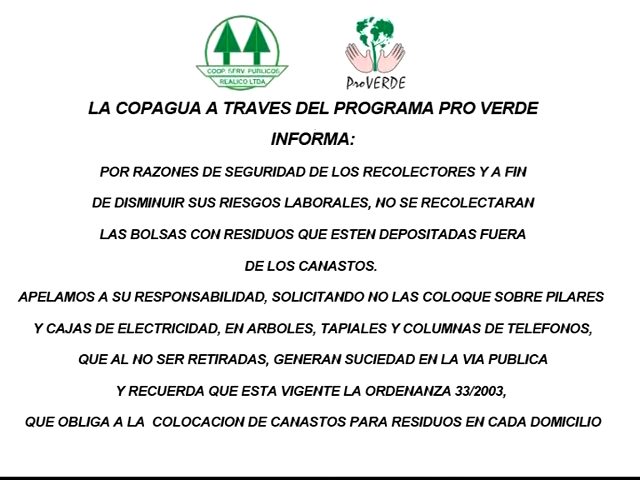 COOP. SERV. PUBLICOS
REALICO LTDA.
ProVERDE
LA COPAGUA A TRAVES DEL PROGRAMA PRO VERDE
INFORMA:
POR RAZONES DE SEGURIDAD DE LOS RECOLECTORES Y A FIN
DE DISMINUIR SUS RIESGOS LABORALES, NO SE RECOLECTARAN
LAS BOLSAS CON RESIDUOS QUE ESTEN DEPOSITADAS FUERA
DE LOS CANASTOS.
APELAMOS A SU RESPONSABILIDAD, SOLICITANDO NO LAS COLOQUE SOBRE PILARES
Y CAJAS DE ELECTRICIDAD, EN ARBOLES, TAPIALES Y COLUMNAS DE TELEFONOS,
QUE AL NO SER RETIRADAS, GENERAN SUCIEDAD EN LA VIA PUBLICA
Y RECUERDA QUE ESTA VIGENTE LA ORDENANZA 33/2003,
QUE OBLIGA A LA  COLOCACION DE CANASTOS PARA RESIDUOS EN CADA DOMICILIO